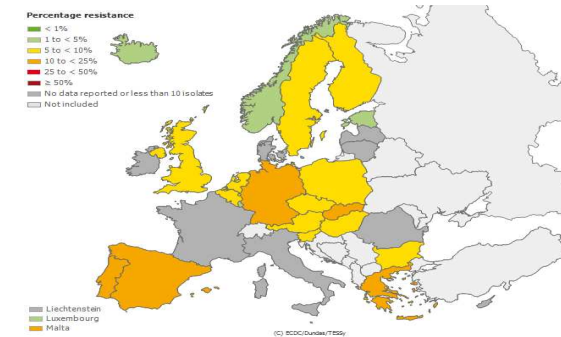 Percentage resistance
< 1%
1 to < 5%
5 to < 10%
10 to < 25%
25 to < 50%
≥ 50%
No data reported or less than 10 isolates
Not included
Liechtenstein
Luxembourg
Malta
(C) ECDC/Dundas/TESSy